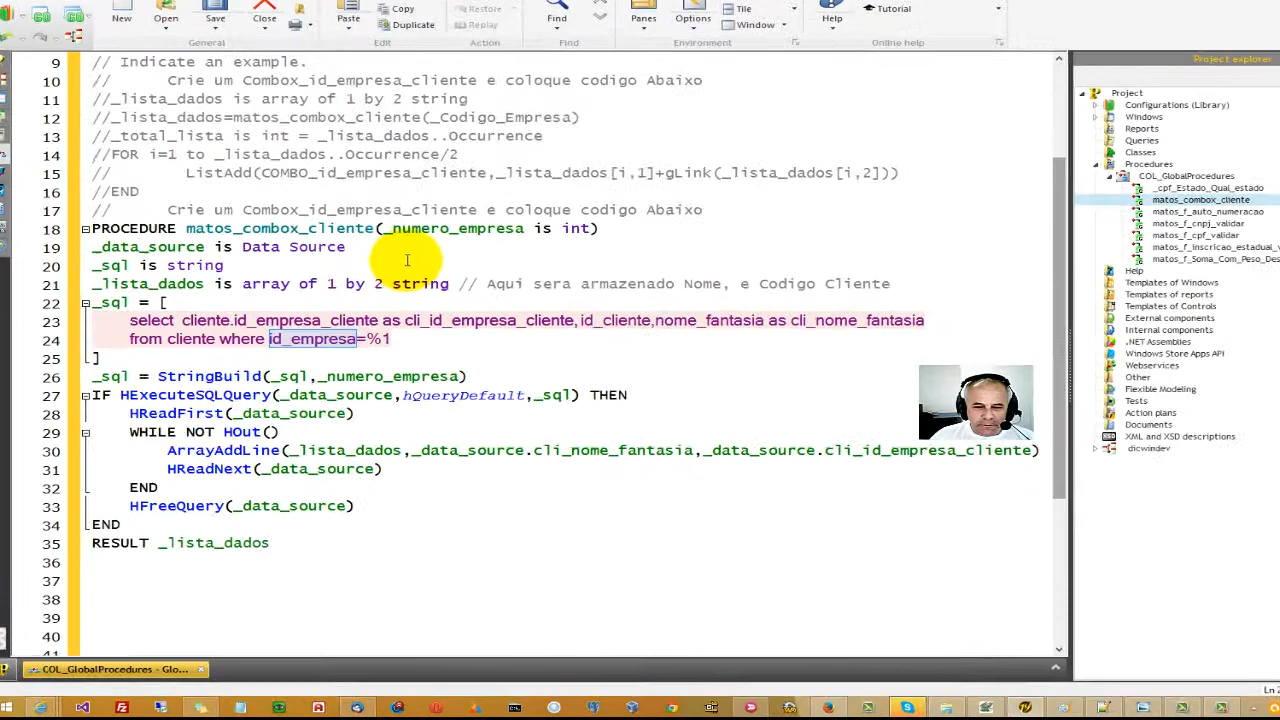 New
Open
Save
Close
Paste
Copy
Duplicate
Restore
Replay
Find
Panes
Options
Tile
Window
Help
Tutorial
General
Edit
Action
Find
Environment
Online help
9 // Indicate an example.
10 // Crie um Combox_id_empresa_cliente e coloque codigo Abaixo
11 //_lista_dados is array of 1 by 2 string
12 //_lista_dados=matos_combox_cliente(_Codigo_Empresa)
13 //_total_lista is int = _lista_dados..Occurrence
14 //FOR i=1 to _lista_dados..Occurrence/2
15 // ListAdd(COMBO_id_empresa_cliente,_lista_dados[i,1]+gLink(_lista_dados[i,2]))
16 //END
17 // Crie um Combox_id_empresa_cliente e coloque codigo Abaixo
18 PROCEDURE matos_combox_cliente(_numero_empresa is int)
19 _data_source is Data Source
20 _sql is string
21 _lista_dados is array of 1 by 2 string // Aqui sera armazenado Nome, e Codigo Cliente
22 _sql = [
23 select cliente.id_empresa_cliente as cli_id_empresa_cliente, id_cliente,nome_fantasia as cli_nome_fantasia
24 from cliente where id_empresa=%1
25 ]
26 _sql = StringBuild(_sql,_numero_empresa)
27 IF HExecuteSQLQuery(_data_source,hQueryDefault,_sql) THEN
28 HReadFirst(_data_source)
29 WHILE NOT HOut()
30 ArrayAddLine(_lista_dados,_data_source.cli_nome_fantasia,_data_source.cli_id_empresa_cliente)
31 HReadNext(_data_source)
32 END
33 HFreeQuery(_data_source)
34 END
35 RESULT _lista_dados
36
37
38
39
40
41
Project explorer
Project
Configurations (Library)
Windows
Reports
Queries
Classes
Procedures
COL_GlobalProcedures
_cpf_Estado_Qual_estado
matos_combox_cliente
matos_f_auto_numeracao
matos_f_cnpj_validar
matos_f_cpf_validar
matos_f_inscricao_estadual_v
matos_f_Soma_Com_Peso_Des
Help
Templates of windows
Templates of reports
Templates of Controls
External components
Internal components
.NET Assemblies
Windows Store Apps API
Webservices
Other
Flexible Modeling
Tests
Action plans
Documents
XML and XSD descriptions
dicwindev
COL_GlobalProcedures - Glo...